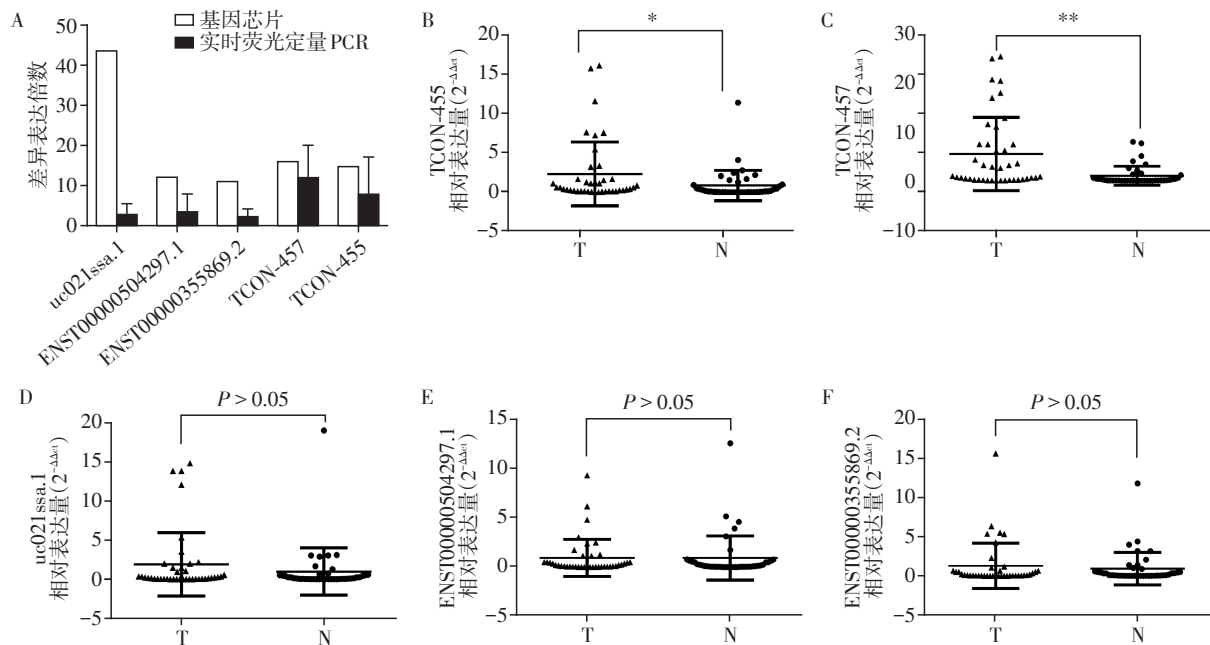 A
基因芯片
实时荧光定量PCR
差异表达倍数
50
40
30
20
10
0
uc021ssa.1
ENST00000504297.1
ENST00000355869.2
TCON-457
TCON-455
B
*
TCON-455
相对表达量(2^-ΔΔct)
20
15
10
5
0
-5
T N
C
**
TCON-457
相对表达量(2^-ΔΔct)
30
20
10
0
-10
T N
D
P > 0.05
uc021ssa.1
相对表达量(2^-ΔΔct)
20
15
10
5
0
-5
T N
E
P > 0.05
ENST00000504297.1
相对表达量(2^-ΔΔct)
15
10
5
0
-5
T N
F
P > 0.05
ENST00000355869.2
相对表达量(2^-ΔΔct)
20
15
10
5
0
-5
T N